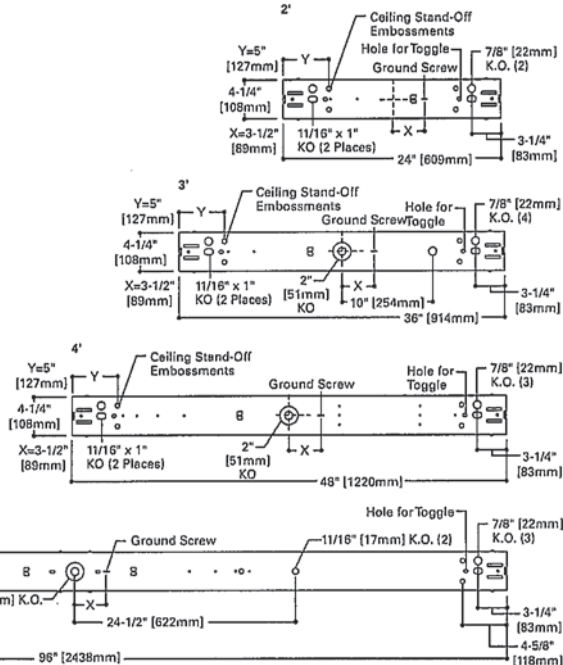 2'
Ceiling Stand-Off
Embossments
Y=5"
[127mm]
Y
Hole for Toggle
7/8" [22mm]
K.O. (2)
Ground Screw
4-1/4"
[108mm]
X=3-1/2"
[89mm]
11/16" x 1"
KO (2 Places)
X
3-1/4"
[83mm]
24" [609mm]
3'
Y=5"
[127mm]
Y
Ceiling Stand-Off
Embossments
Ground Screw
Hole for
Toggle
7/8" [22mm]
K.O. (4)
4-1/4"
[108mm]
X=3-1/2"
[89mm]
11/16" x 1"
KO (2 Places)
2"
[51mm]
KO
X
10" [254mm]
3-1/4"
[83mm]
36" [914mm]
4'
Y=5"
[127mm]
Y
Ceiling Stand-Off
Embossments
Ground Screw
Hole for
Toggle
7/8" [22mm]
K.O. (3)
4-1/4"
[108mm]
X=3-1/2"
[89mm]
11/16" x 1"
KO (2 Places)
2"
[51mm]
KO
X
3-1/4"
[83mm]
48" [1220mm]
Hole for Toggle
Ground Screw
11/16" [17mm] K.O. (2)
7/8" [22mm]
K.O. (3)
m] K.O.
X
24-1/2" [622mm]
3-1/4"
[83mm]
4-5/8"
[118mm]
96" [2438mm]